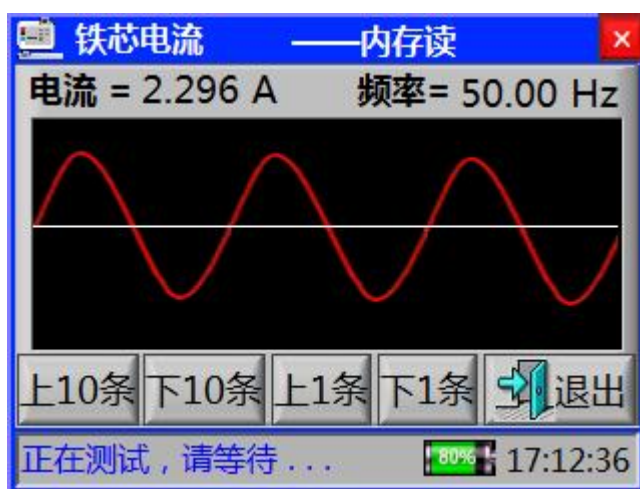 铁芯电流 ——内存读
电流 = 2.296 A 频率= 50.00 Hz
上10条 下10条 上1条 下1条 退出
正在测试，请等待 . . . 80% 17:12:36